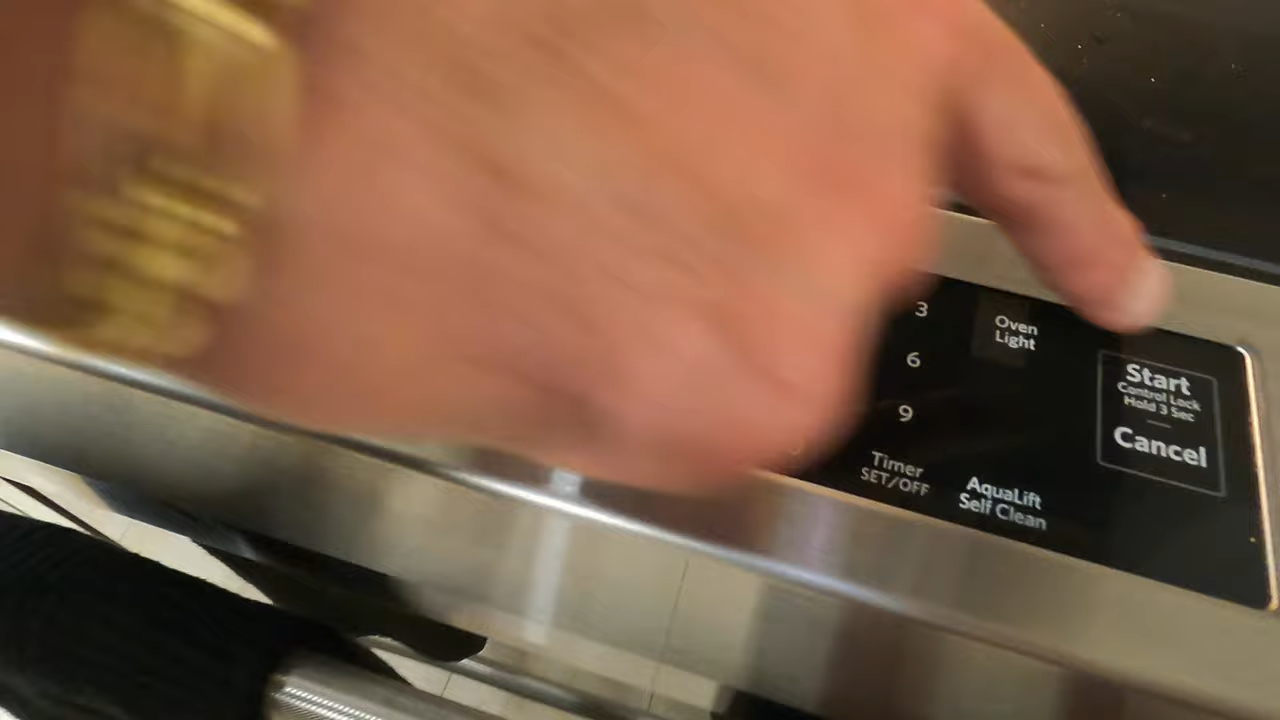 3
Oven
Light
6
9
Start
Control Lock
Hold 3 Sec
Cancel
Timer
SET/OFF
AquaLift
Self Clean